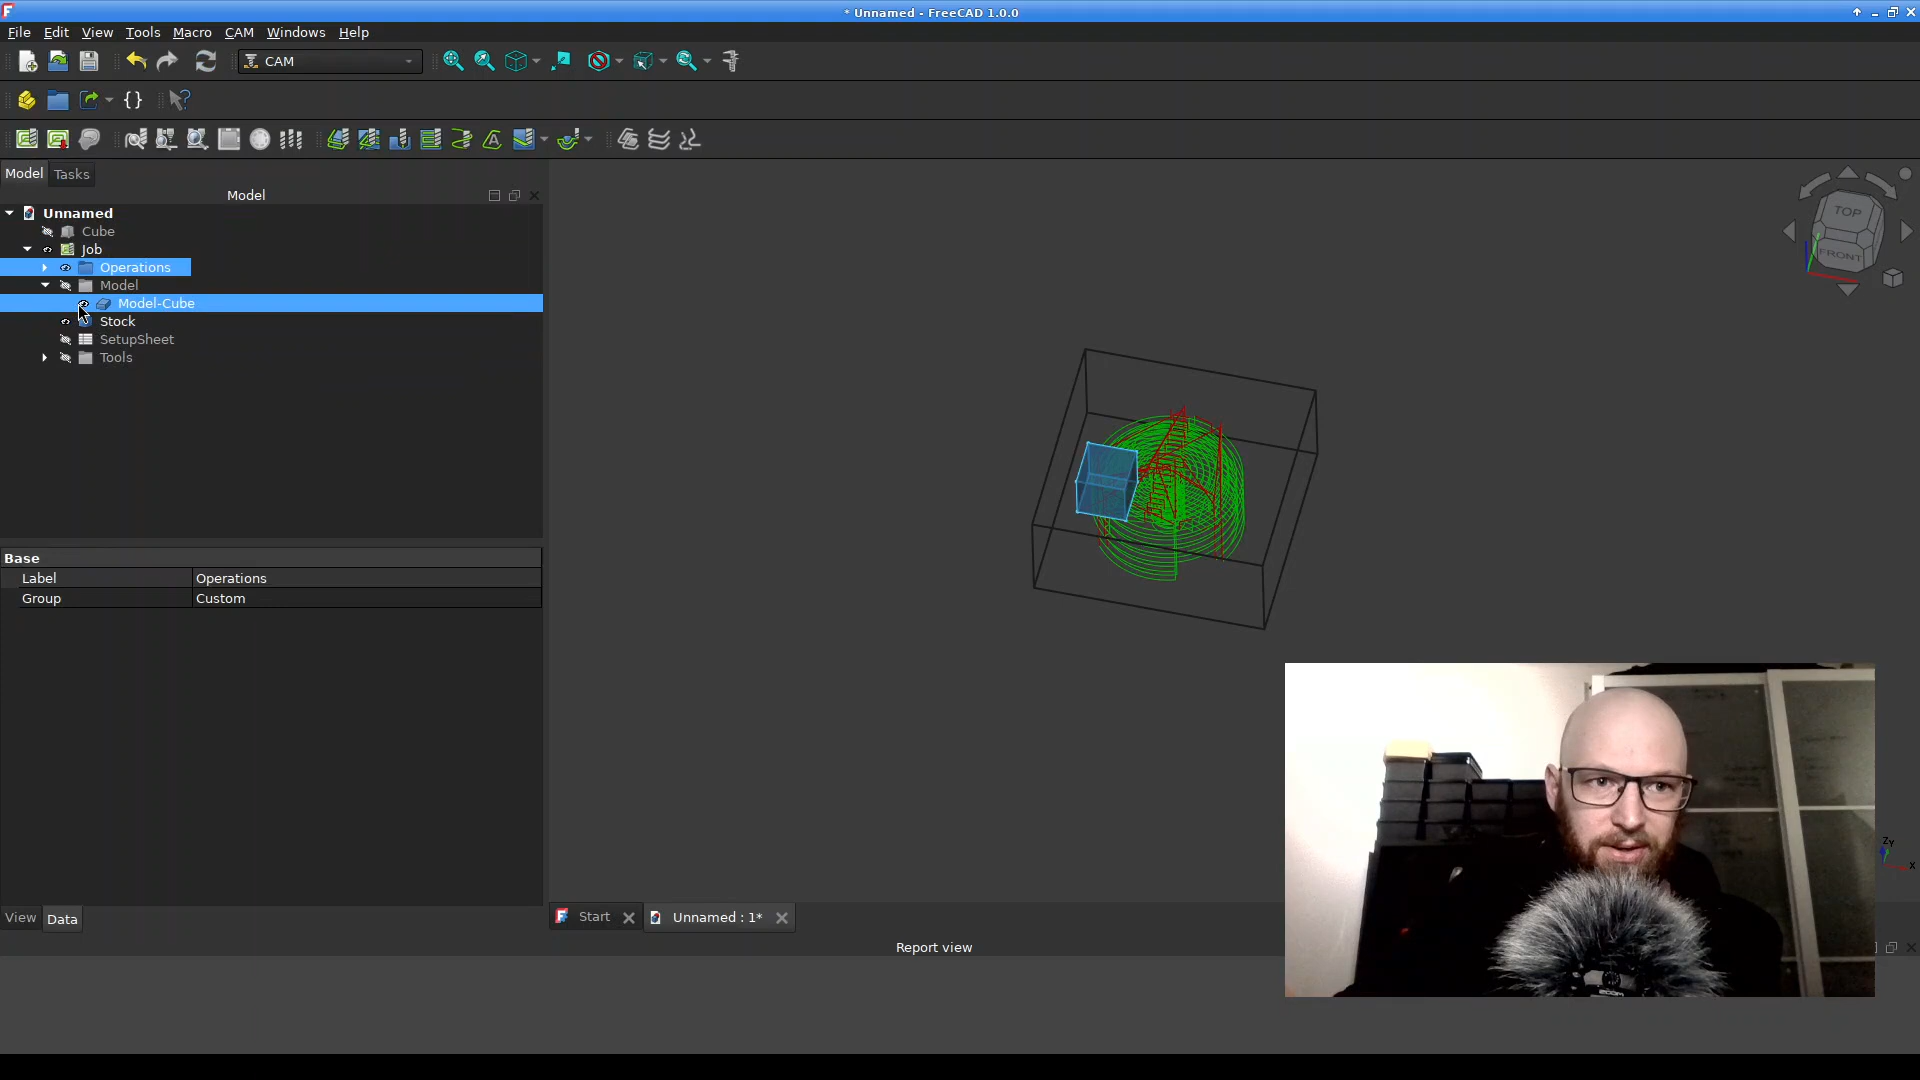 * Unnamed - FreeCAD 1.0.0
File Edit View Tools Macro CAM Windows Help
CAM
Model Tasks
Model
Unnamed
Cube
Job
Operations
Model
Model-Cube
Stock
SetupSheet
Tools
TOP
FRONT
Base
Label Operations
Group Custom
Z Y
X
View Data
Start Unnamed : 1*
Report view